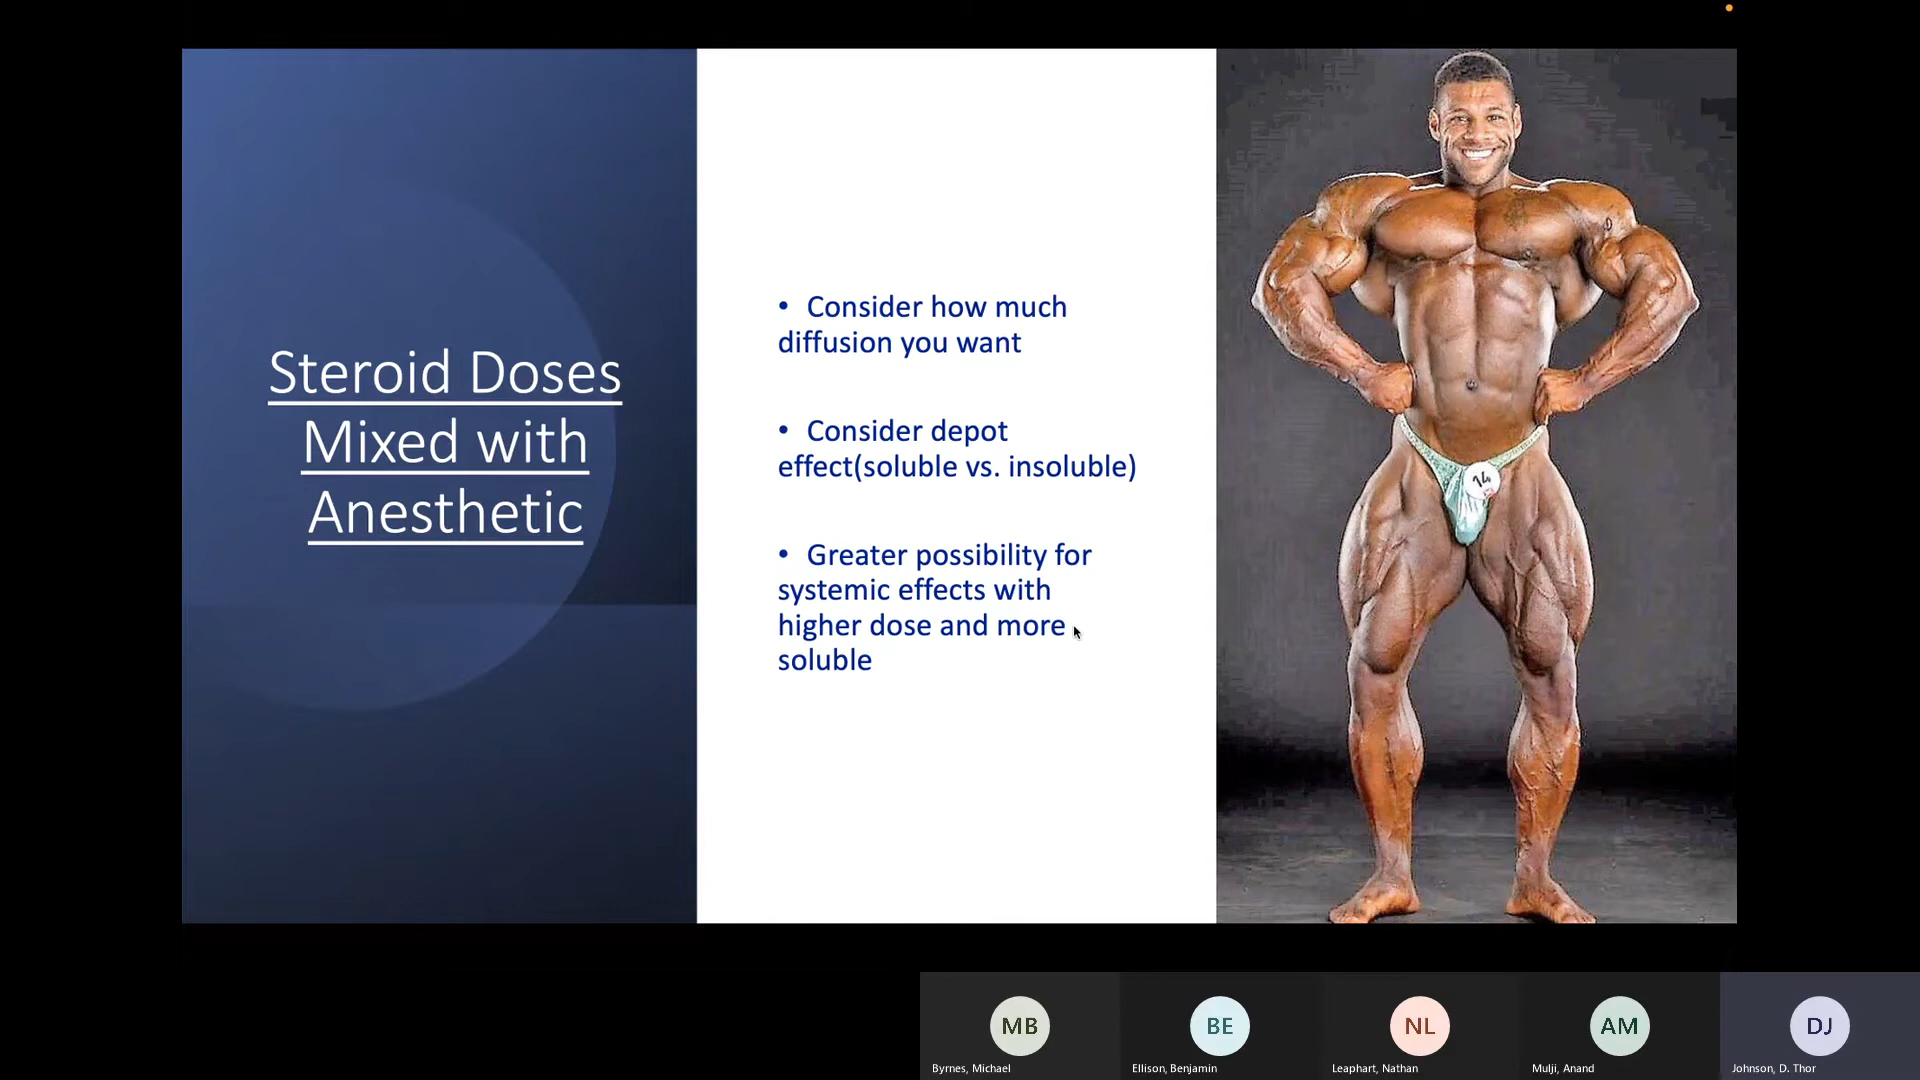 Steroid Doses
Mixed with
Anesthetic
• Consider how much
diffusion you want
• Consider depot
effect(soluble vs. insoluble)
• Greater possibility for
systemic effects with
higher dose and more
soluble
14
MB
Byrnes, Michael
BE
Ellison, Benjamin
NL
Leaphart, Nathan
AM
Mulji, Anand
DJ
Johnson, D. Thor